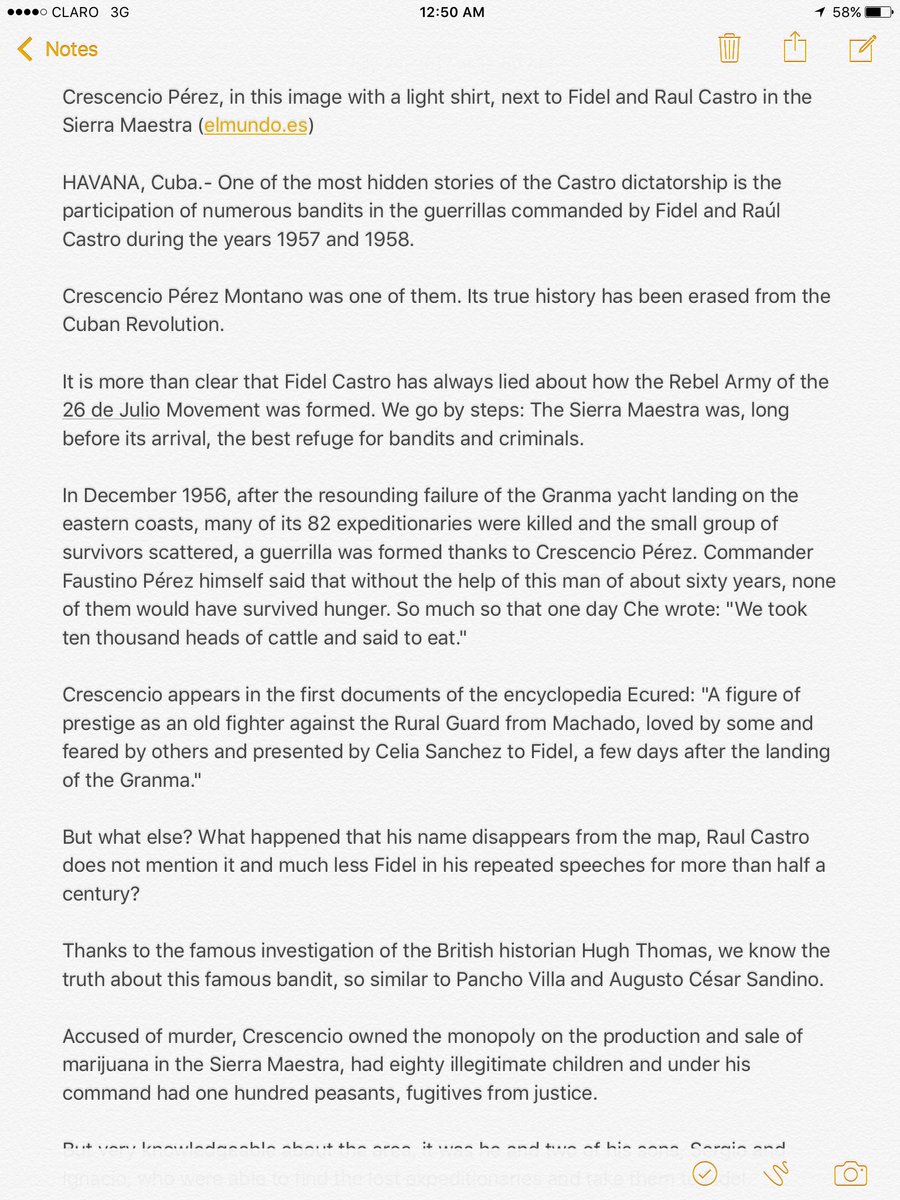 CLARO 3G 12:50 AM 58%
Notes
Crescencio Pérez, in this image with a light shirt, next to Fidel and Raul Castro in the
Sierra Maestra (elmundo.es)
HAVANA, Cuba.- One of the most hidden stories of the Castro dictatorship is the
participation of numerous bandits in the guerrillas commanded by Fidel and Raúl
Castro during the years 1957 and 1958.
Crescencio Pérez Montano was one of them. Its true history has been erased from the
Cuban Revolution.
It is more than clear that Fidel Castro has always lied about how the Rebel Army of the
26 de Julio Movement was formed. We go by steps: The Sierra Maestra was, long
before its arrival, the best refuge for bandits and criminals.
In December 1956, after the resounding failure of the Granma yacht landing on the
eastern coasts, many of its 82 expeditionaries were killed and the small group of
survivors scattered, a guerrilla was formed thanks to Crescencio Pérez. Commander
Faustino Pérez himself said that without the help of this man of about sixty years, none
of them would have survived hunger. So much so that one day Che wrote: "We took
ten thousand heads of cattle and said to eat."
Crescencio appears in the first documents of the encyclopedia Ecured: "A figure of
prestige as an old fighter against the Rural Guard from Machado, loved by some and
feared by others and presented by Celia Sanchez to Fidel, a few days after the landing
of the Granma."
But what else? What happened that his name disappears from the map, Raul Castro
does not mention it and much less Fidel in his repeated speeches for more than half a
century?
Thanks to the famous investigation of the British historian Hugh Thomas, we know the
truth about this famous bandit, so similar to Pancho Villa and Augusto César Sandino.
Accused of murder, Crescencio owned the monopoly on the production and sale of
marijuana in the Sierra Maestra, had eighty illegitimate children and under his
command had one hundred peasants, fugitives from justice.
But very knowledgeable about the area, it was he and two of his sons, Sergio and
Ignacio, who were able to find the lost expeditionaries and take them